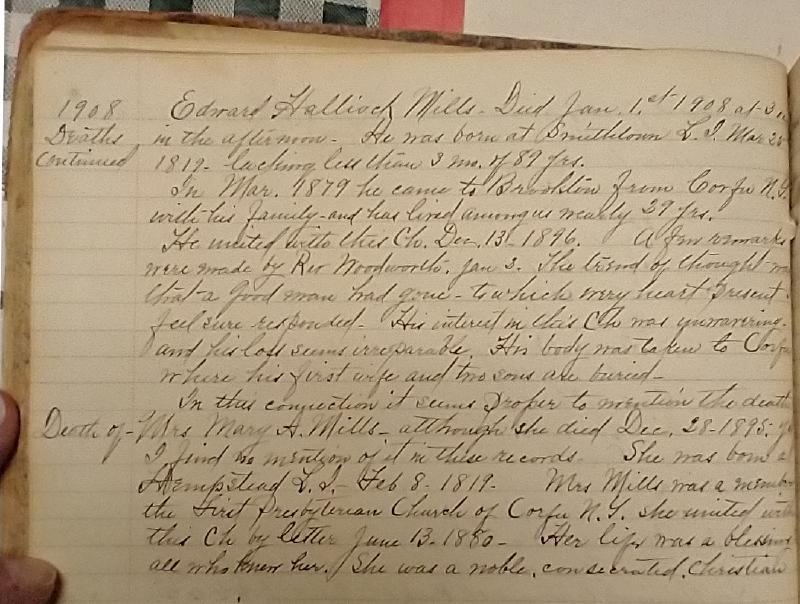 1908 Edward Halliock Mills - Died Jan. 1.st 1908 at 3
Deaths in the afternoon - He was born at Smithtown L.I. Mar 28
Continued 1819 - lacking less than 3 mo. of 89 yrs.
In Mar. 1879 he came to Brockton from Corfu N.Y.
with his family - and has lived among us nearly 29 yrs.
He united with this Ch. Dec. 13 - 1896. A few remarks
were made by Rev Woodworth. Jan 3. The trend of thought was
that a good man had gone - to which every heart present
feel sure responded - His interest in this Ch was unwavering -
and his loss seems irreparable. His body was taken to Corfu
where his first wife and two sons are buried -
In this connection it seems proper to mention the death
Death of - Mrs. Mary A. Mills - although she died Dec. 28 - 1895 -
I find no mention of it in these records. She was born
Hempstead L.I. - Feb 8 - 1819. Mrs Mills was a member
the First Presbyterian Church of Corfu N.Y. she united with
this Ch by letter June 13 - 1880 - Her life was a blessing
all who knew her. She was a noble, consecrated, Christian